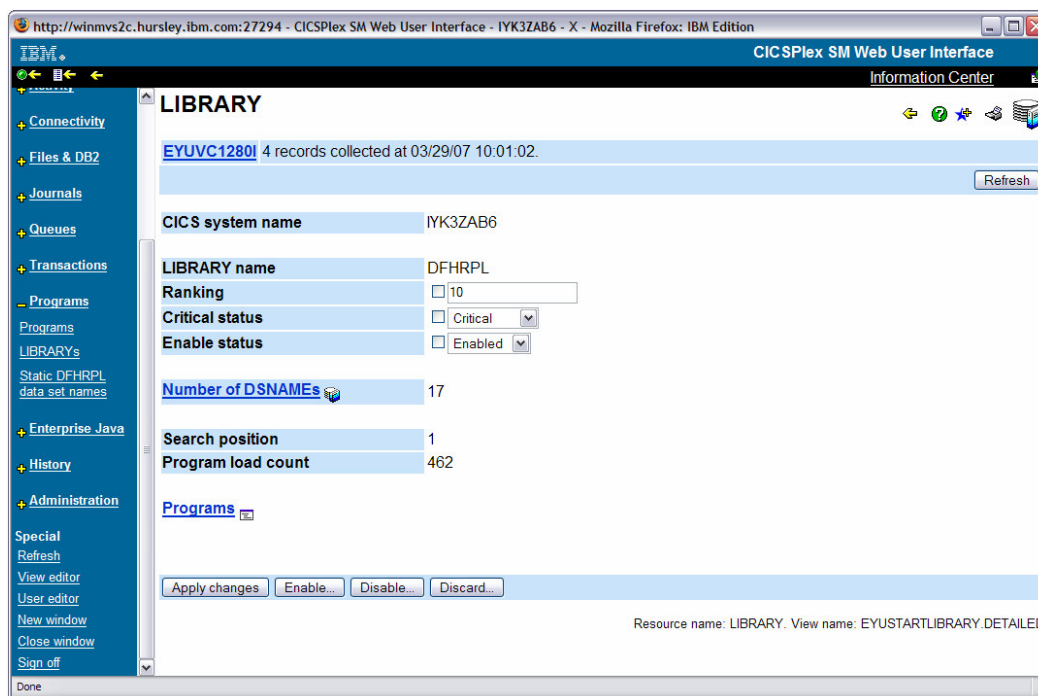 http://winmvs2c.hursley.ibm.com:27294 - CICSPlex SM Web User Interface - IYK3ZAB6 - X - Mozilla Firefox: IBM Edition
IBM.
CICSPlex SM Web User Interface
Information Center
Activity
Connectivity
Files & DB2
Journals
Queues
Transactions
Programs
Programs
LIBRARYs
Static DFHRPL
data set names
Enterprise Java
History
Administration
Special
Refresh
View editor
User editor
New window
Close window
Sign off
LIBRARY
EYUVC1280I 4 records collected at 03/29/07 10:01:02.
Refresh
CICS system name IYK3ZAB6
LIBRARY name DFHRPL
Ranking 10
Critical status Critical
Enable status Enabled
Number of DSNAMEs 17
Search position 1
Program load count 462
Programs
Apply changes Enable... Disable... Discard...
Resource name: LIBRARY. View name: EYUSTARTLIBRARY.DETAILED
Done